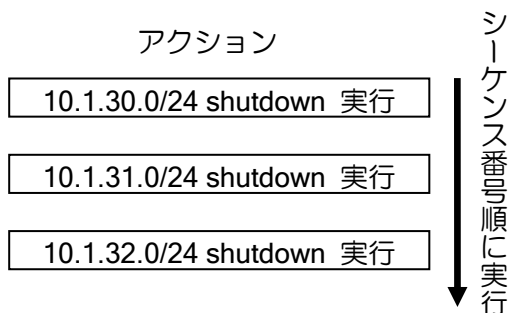 アクション
10.1.30.0/24 shutdown 実行
10.1.31.0/24 shutdown 実行
10.1.32.0/24 shutdown 実行
シーケンス番号順に実行